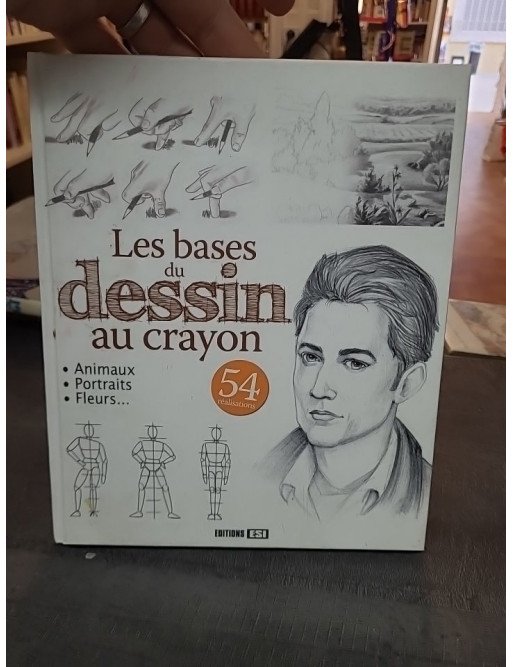 Les bases
du
dessin
au crayon
• Animaux
• Portraits
• Fleurs...
54
réalisations
EDITIONS ESI